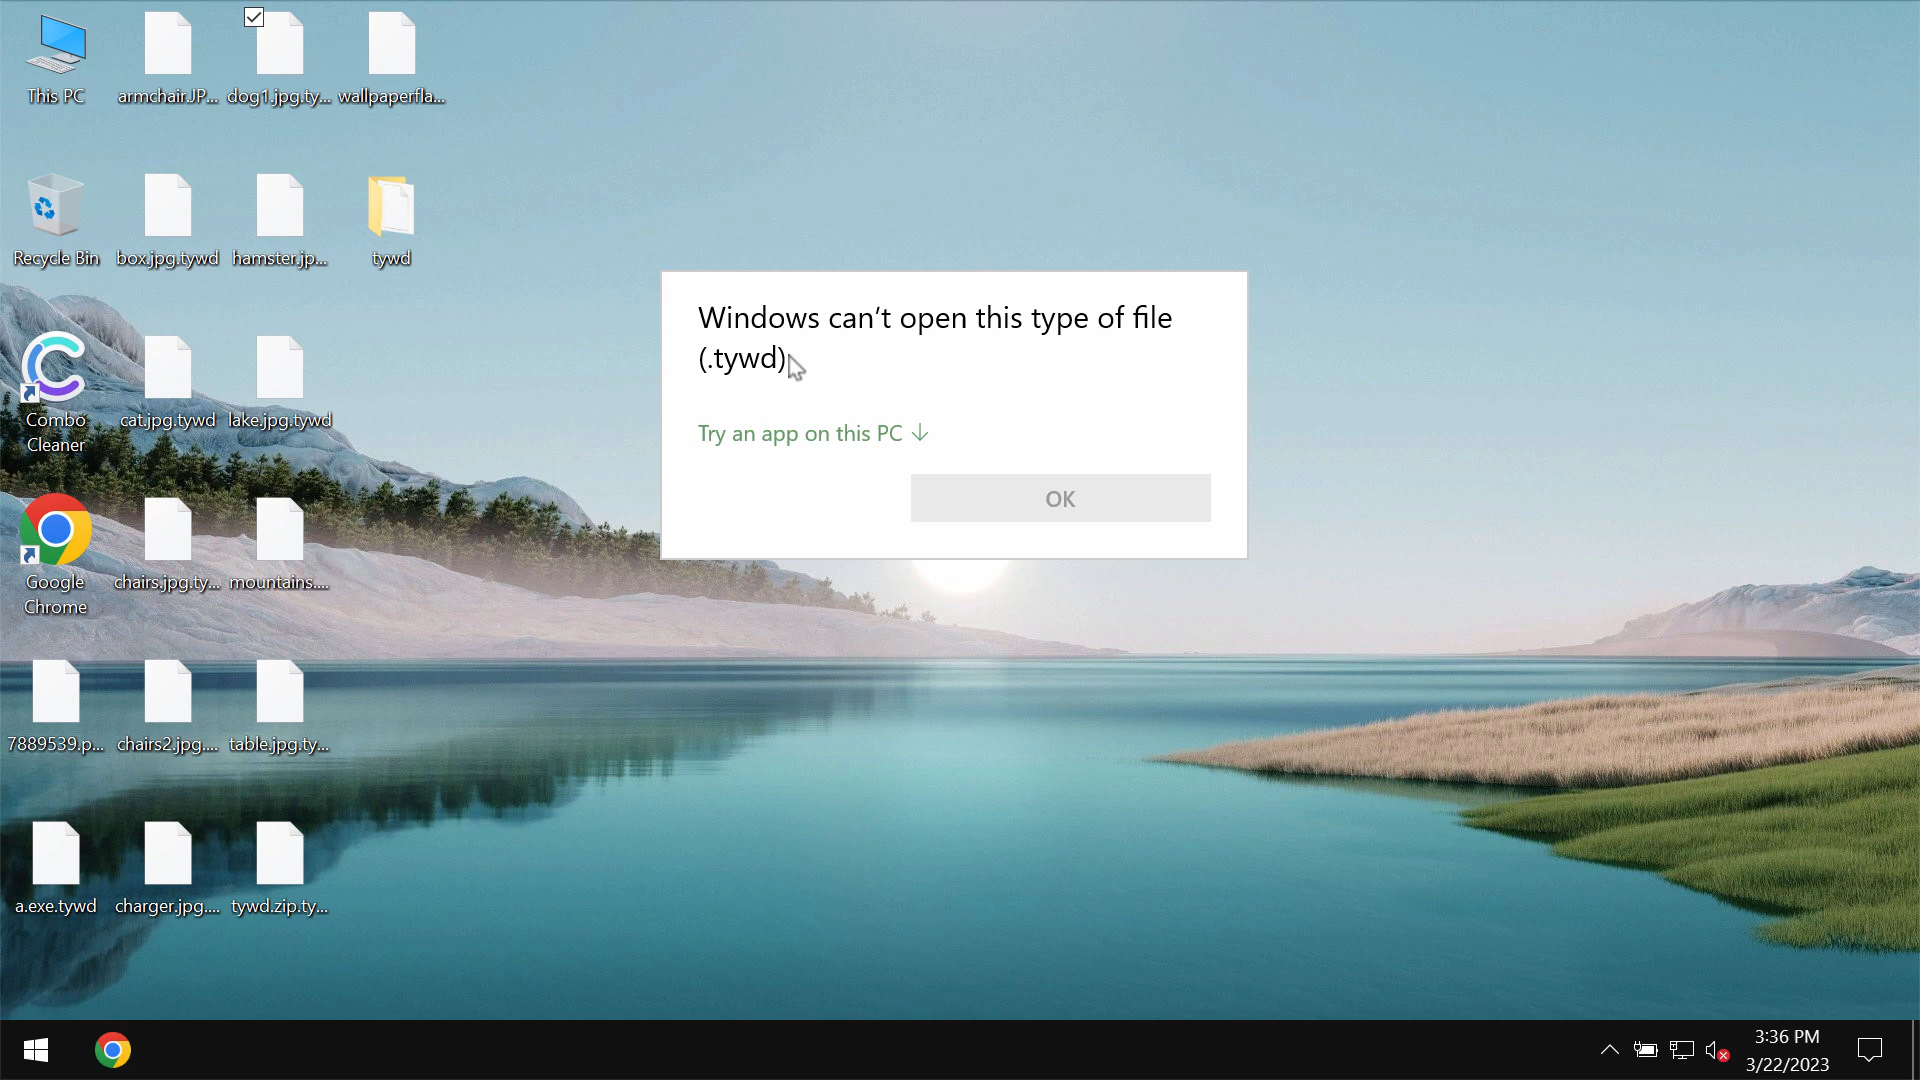 This PC
armchair.JP...
dog1.jpg.ty...
wallpaperfla...
Recycle Bin
box.jpg.tywd
hamster.jp...
tywd
Combo
Cleaner
cat.jpg.tywd
lake.jpg.tywd
Google
Chrome
chairs.jpg.ty...
mountains....
7889539.p...
chairs2.jpg....
table.jpg.ty...
a.exe.tywd
charger.jpg....
tywd.zip.ty...
Windows can't open this type of file
(.tywd)
Try an app on this PC
OK
3:36 PM
3/22/2023